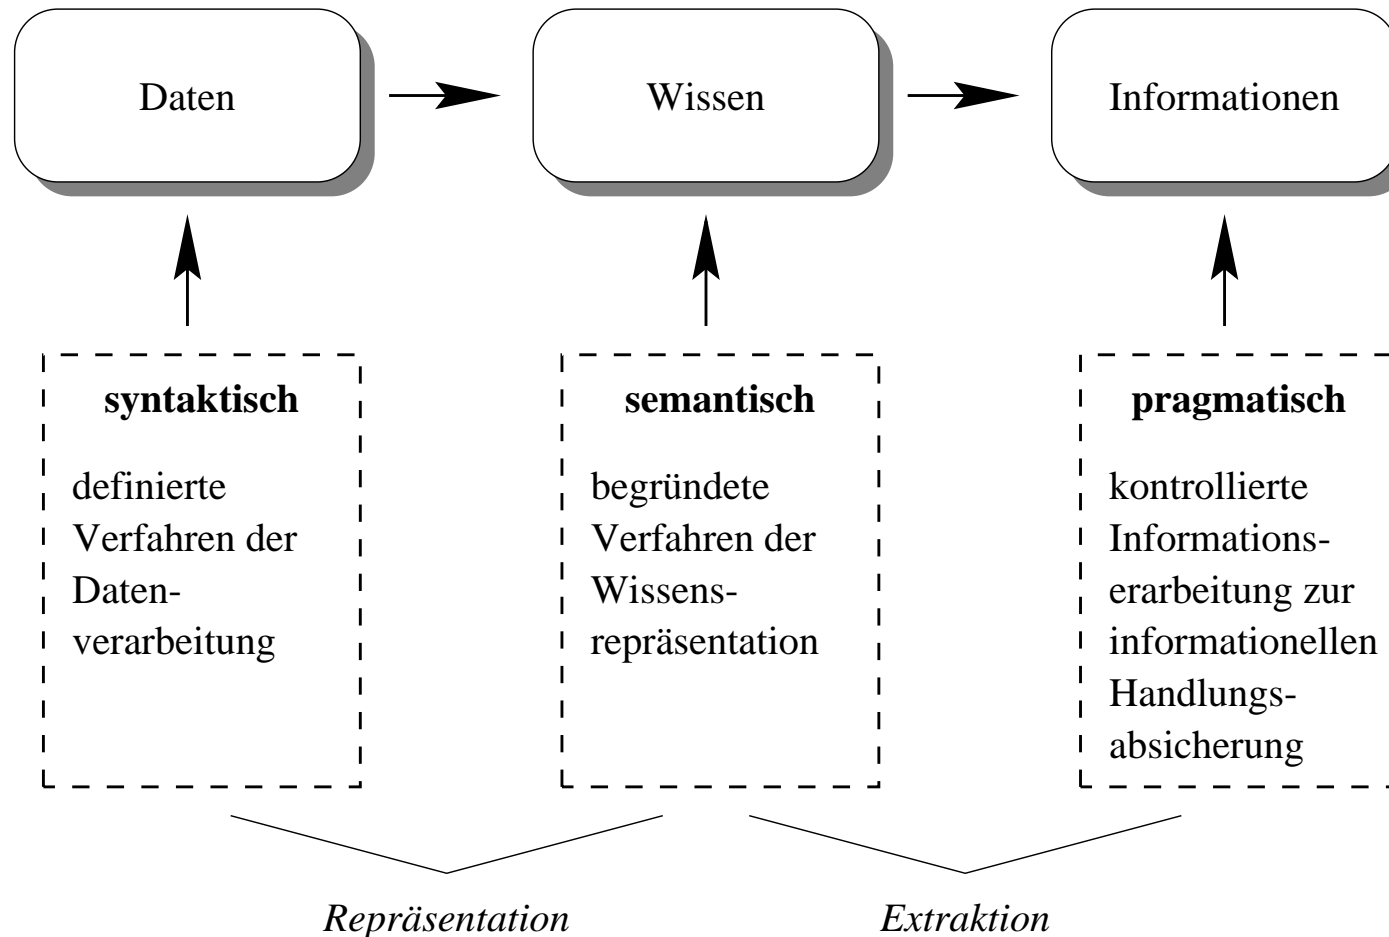 Daten
Wissen
Informationen
syntaktisch
definierte
Verfahren der
Daten-
verarbeitung
semantisch
begründete
Verfahren der
Wissens-
repräsentation
pragmatisch
kontrollierte
Informations-
erarbeitung zur
informationellen
Handlungs-
absicherung
Repräsentation
Extraktion